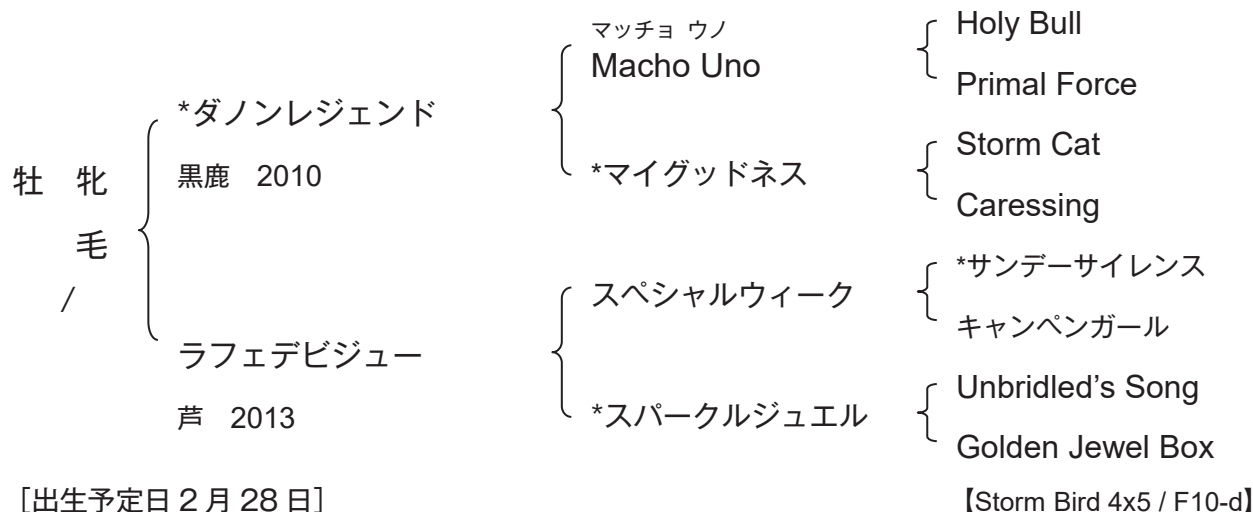 牡 牝
毛
/
*ダノンレジェンド
黒鹿 2010
ラフェデビジュー
芦 2013
マッチョ ウノ
Macho Uno
*マイグッドネス
スペシャルウィーク
*スパークルジュエル
Holy Bull
Primal Force
Storm Cat
Caressing
*サンデーサイレンス
キャンペンガール
Unbridled’s Song
Golden Jewel Box
[出生予定日 2 月 28 日]
【Storm Bird 4x5 / F10-d】